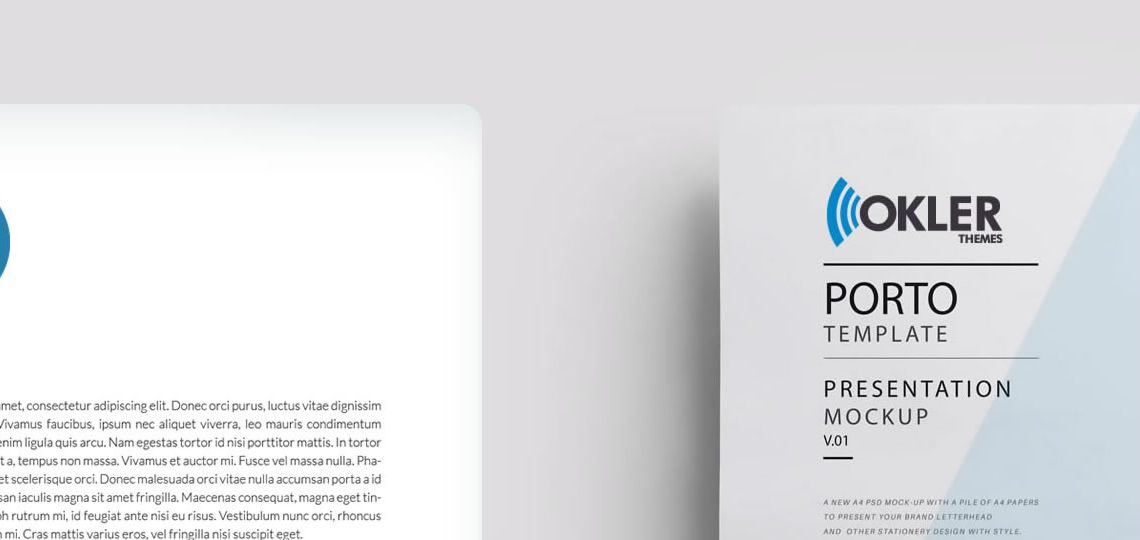 met, consectetur adipiscing elit. Donec orci purus, luctus vitae dignissim
Vivamus faucibus, ipsum nec aliquet viverra, leo mauris condimentum
enim ligula quis arcu. Nam egestas tortor id nisi porttitor mattis. In tortor
t a, tempus non massa. Vivamus et auctor mi. Fusce vel massa nulla. Pha-
et scelerisque orci. Donec malesuada orci vitae nulla accumsan porta a id
san iaculis magna sit amet fringilla. Maecenas consequat, magna eget tin-
ph rutrum mi, id feugiat ante nisi eu risus. Vestibulum nunc orci, rhoncus
n mi. Cras mattis varius eros, vel fringilla nisi suscipit eget.
OKLER
THEMES
PORTO
TEMPLATE
PRESENTATION
MOCKUP
V.01
A NEW A4 PSD MOCK-UP WITH A PILE OF A4 PAPERS
TO PRESENT YOUR BRAND LETTERHEAD
AND OTHER STATIONERY DESIGN WITH STYLE.